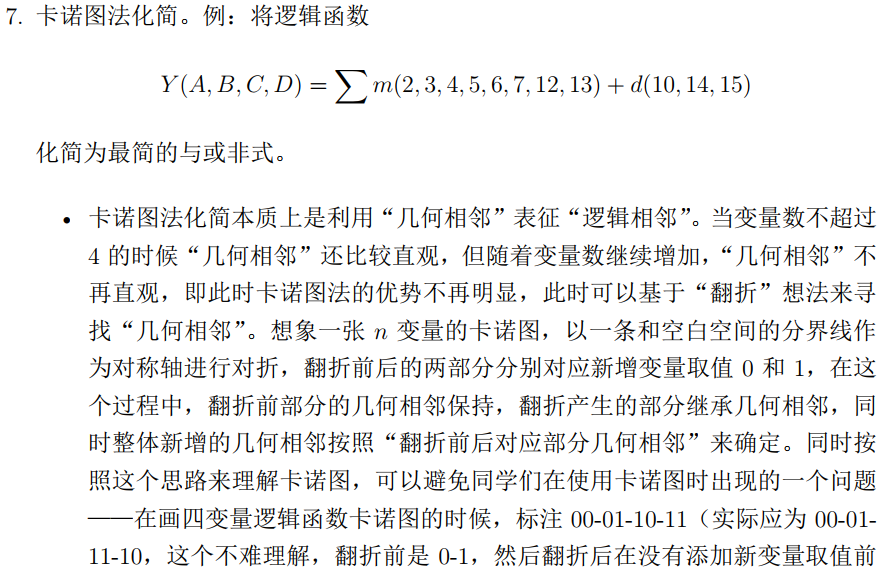 7. 卡诺图法化简。例：将逻辑函数
Y(A, B, C, D) = ∑ m(2, 3, 4, 5, 6, 7, 12, 13) + d(10, 14, 15)
化简为最简的与或非式。
• 卡诺图法化简本质上是利用“几何相邻”表征“逻辑相邻”。当变量数不超过
4 的时候“几何相邻”还比较直观，但随着变量数继续增加，“几何相邻”不
再直观，即此时卡诺图法的优势不再明显，此时可以基于“翻折”想法来寻
找“几何相邻”。想象一张 n 变量的卡诺图，以一条和空白空间的分界线作
为对称轴进行对折，翻折前后的两部分分别对应新增变量取值 0 和 1，在这
个过程中，翻折前部分的几何相邻保持，翻折产生的部分继承几何相邻，同
时整体新增的几何相邻按照“翻折前后对应部分几何相邻”来确定。同时按
照这个思路来理解卡诺图，可以避免同学们在使用卡诺图时出现的一个问题
——在画四变量逻辑函数卡诺图的时候，标注 00-01-10-11（实际应为 00-01-
11-10，这个不难理解，翻折前是 0-1，然后翻折后在没有添加新变量取值前